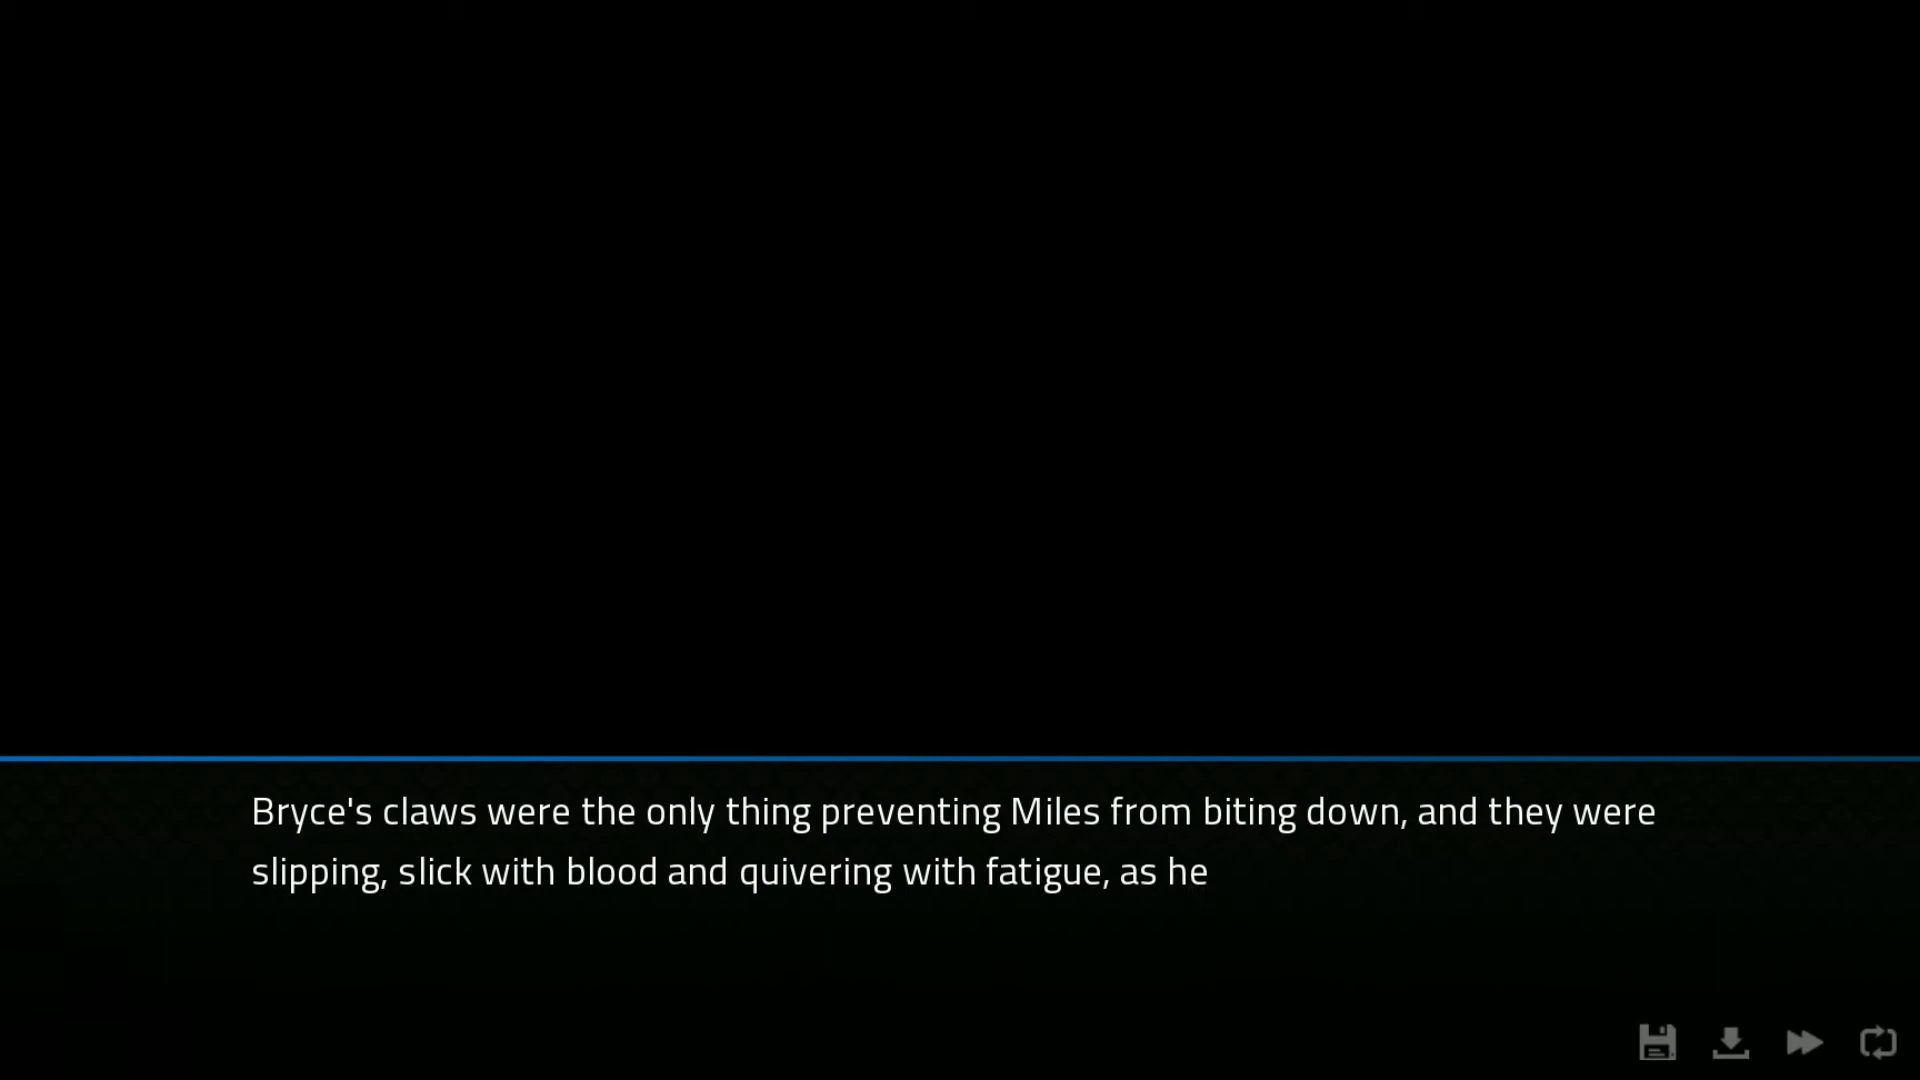 Bryce's claws were the only thing preventing Miles from biting down, and they were
slipping, slick with blood and quivering with fatigue, as he